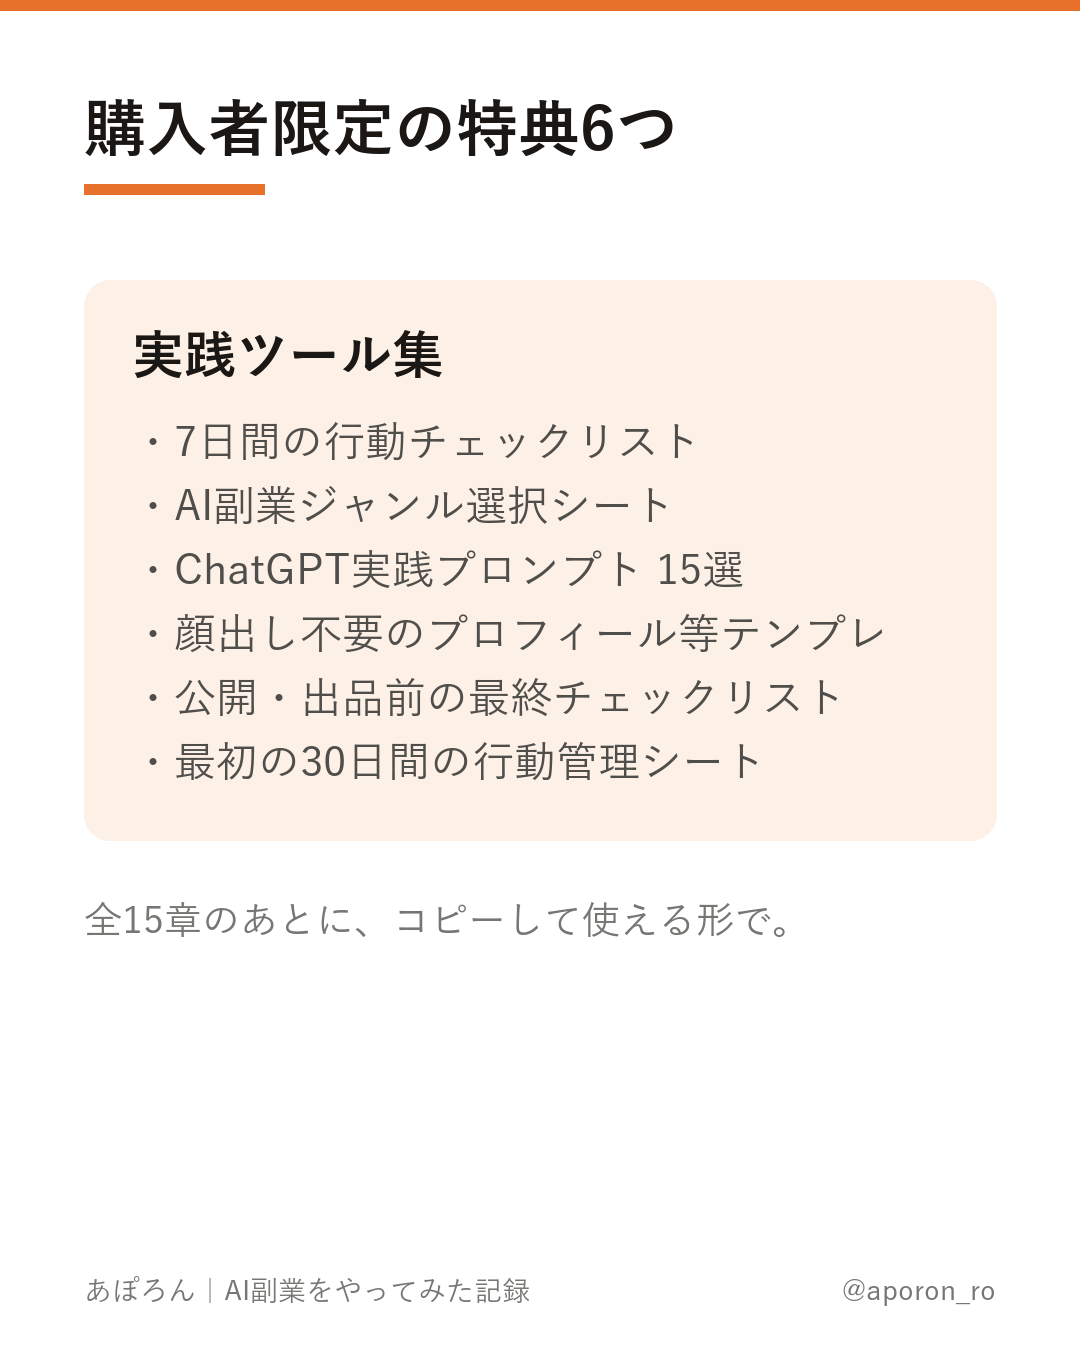 購入者限定の特典6つ
実践ツール集
・7日間の行動チェックリスト
・AI副業ジャンル選択シート
・ChatGPT実践プロンプト 15選
・顔出し不要のプロフィール等テンプレ
・公開・出品前の最終チェックリスト
・最初の30日間の行動管理シート
全15章のあとに、コピーして使える形で。
あぽろん｜AI副業をやってみた記録
@aporon_ro